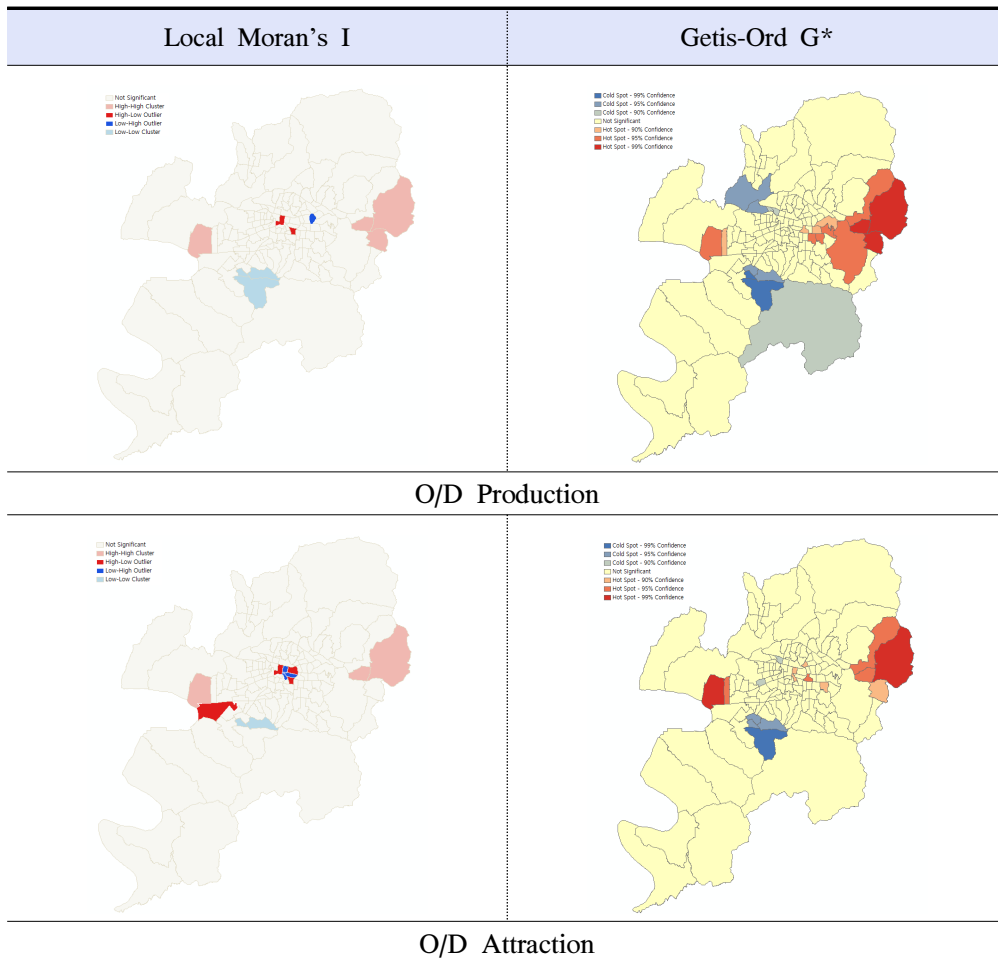 Local Moran's I
Getis-Ord G*
Not Significant
High-High Cluster
High-Low Outlier
Low-High Outlier
Low-Low Cluster
Cold Spot - 99% Confidence
Cold Spot - 95% Confidence
Cold Spot - 90% Confidence
Not Significant
Hot Spot - 90% Confidence
Hot Spot - 95% Confidence
Hot Spot - 99% Confidence
O/D Production
Not Significant
High-High Cluster
High-Low Outlier
Low-High Outlier
Low-Low Cluster
Cold Spot - 99% Confidence
Cold Spot - 95% Confidence
Cold Spot - 90% Confidence
Not Significant
Hot Spot - 90% Confidence
Hot Spot - 95% Confidence
Hot Spot - 99% Confidence
O/D Attraction